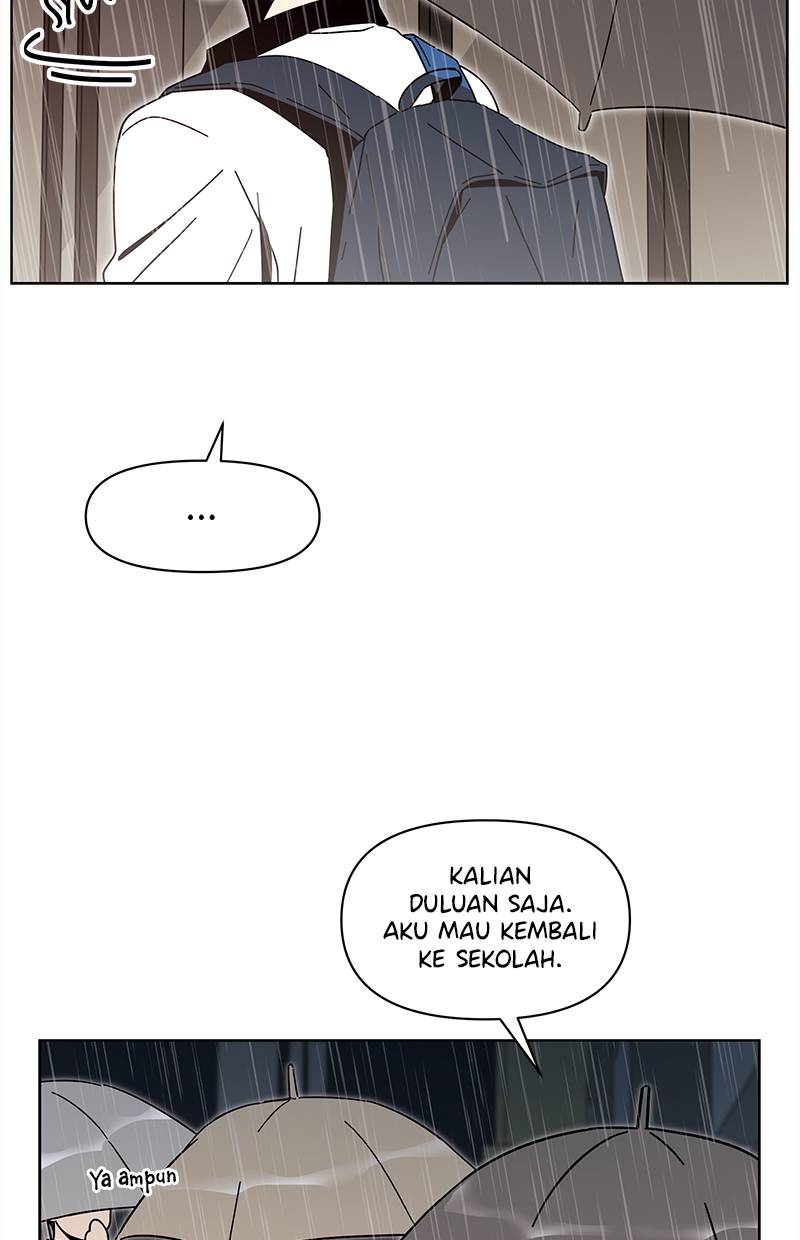 ...
KALIAN
DULUAN SAJA.
AKU MAU KEMBALI
KE SEKOLAH.
Ya ampun